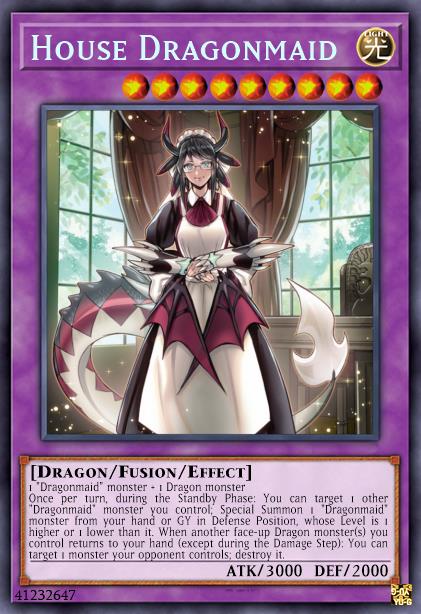 HOUSE DRAGONMAID
LIGHT
光
[DRAGON/FUSION/EFFECT]
1 "Dragonmaid" monster + 1 Dragon monster
Once per turn, during the Standby Phase: You can target 1 other
"Dragonmaid" monster you control; Special Summon 1 "Dragonmaid"
monster from your hand or GY in Defense Position, whose Level is 1
higher or 1 lower than it. When another face-up Dragon monster(s) you
control returns to your hand (except during the Damage Step): You can
target 1 monster your opponent controls; destroy it.
ATK/3000 DEF/2000
41232647